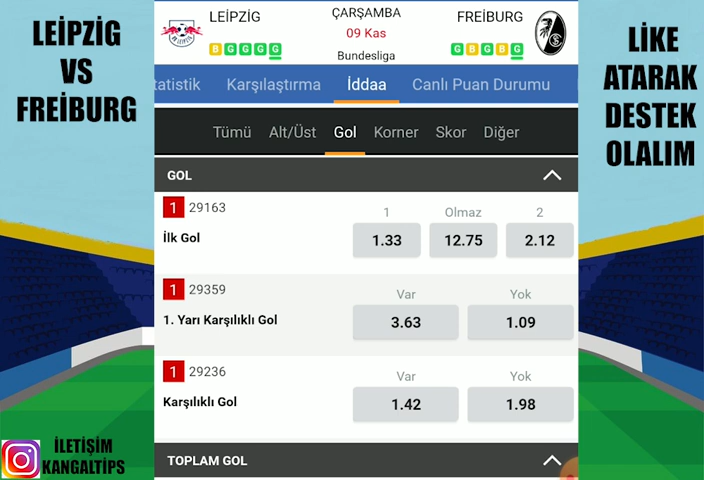 LEİPZİG
VS
FREİBURG
LEİPZİG
B G G G G
ÇARŞAMBA
09 Kas
Bundesliga
FREİBURG
G B G B G
LİKE
ATARAK
DESTEK
OLALIM
tatistik Karşılaştırma İddaa Canlı Puan Durumu
Tümü Alt/Üst Gol Korner Skor Diğer
GOL
1 29163
İlk Gol
1 Olmaz 2
1.33 12.75 2.12
1 29359
1. Yarı Karşılıklı Gol
Var Yok
3.63 1.09
1 29236
Karşılıklı Gol
Var Yok
1.42 1.98
TOPLAM GOL
İLETİŞİM
KANGALTİPS